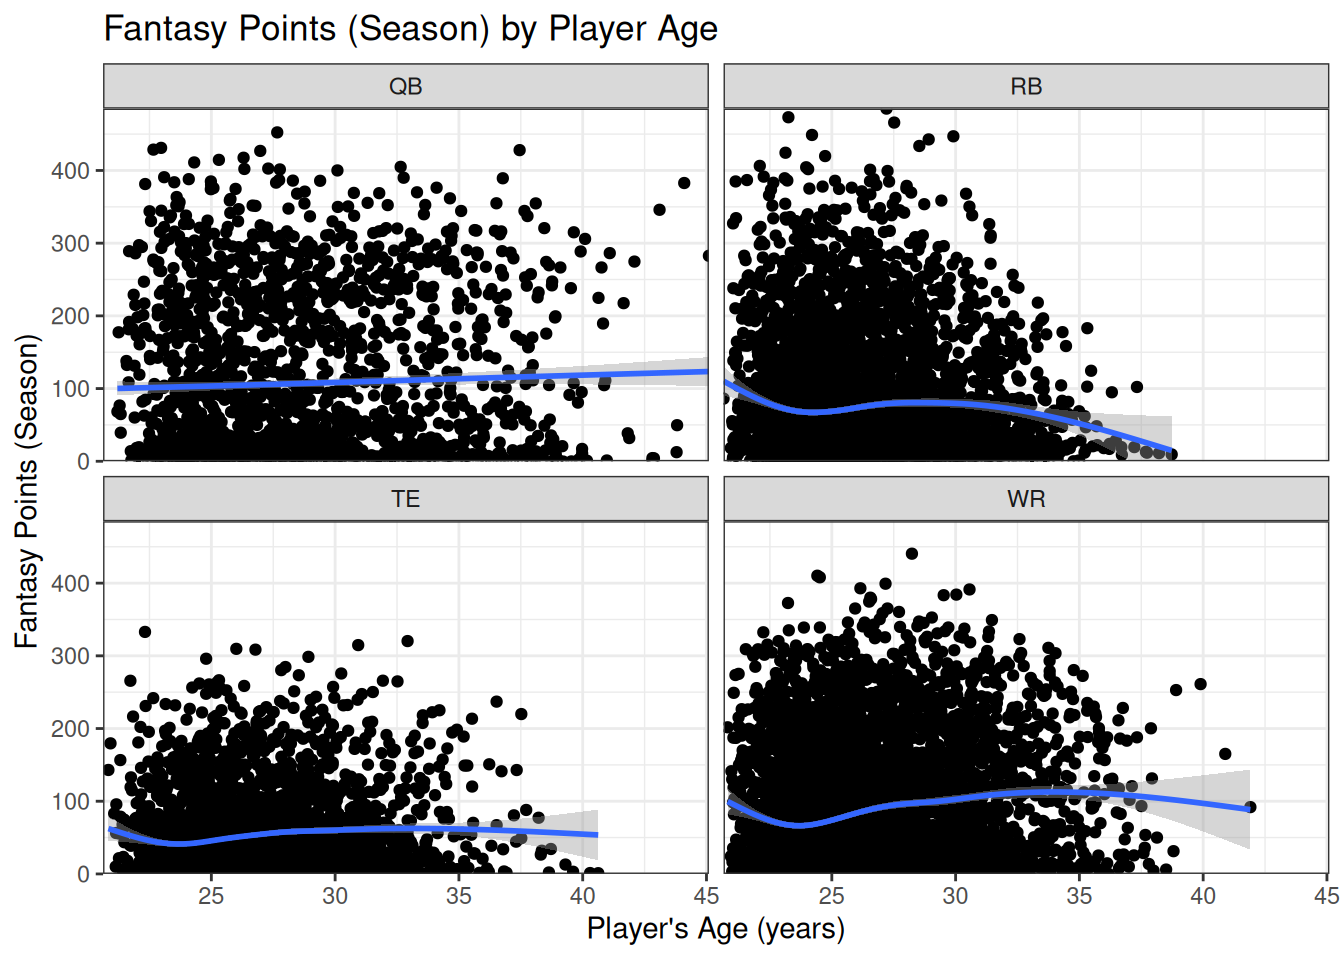 Fantasy Points (Season) by Player Age
QB
RB
400
300
200
100
0
TE
WR
400
300
200
100
0
Fantasy Points (Season)
25 30 35 40 45 25 30 35 40 45
Player's Age (years)